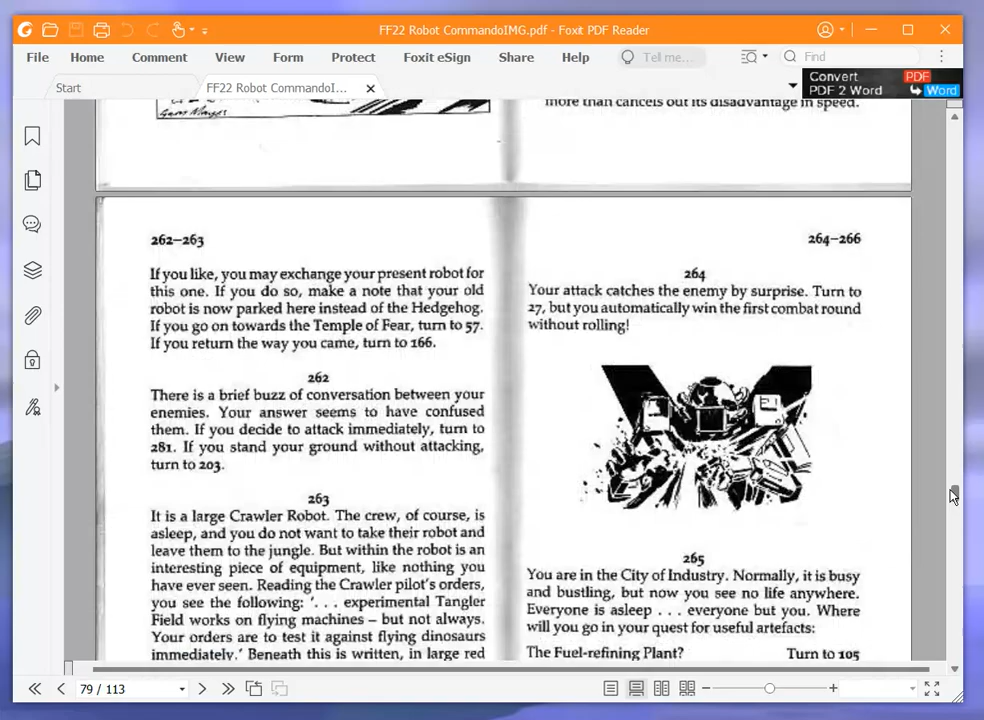 FF22 Robot CommandoIMG.pdf - Foxit PDF Reader
File Home Comment View Form Protect Foxit eSign Share Help Tell me... Find
Start FF22 Robot CommandoI... Convert PDF
PDF 2 Word Word
more than cancels out its disadvantage in speed.
262–263
If you like, you may exchange your present robot for
this one. If you do so, make a note that your old
robot is now parked here instead of the Hedgehog.
If you go on towards the Temple of Fear, turn to 57.
If you return the way you came, turn to 166.
262
There is a brief buzz of conversation between your
enemies. Your answer seems to have confused
them. If you decide to attack immediately, turn to
281. If you stand your ground without attacking,
turn to 203.
263
It is a large Crawler Robot. The crew, of course, is
asleep, and you do not want to take their robot and
leave them to the jungle. But within the robot is an
interesting piece of equipment, like nothing you
have ever seen. Reading the Crawler pilot's orders,
you see the following: '. . . experimental Tangler
Field works on flying machines – but not always.
Your orders are to test it against flying dinosaurs
immediately.' Beneath this is written, in large red
264–266
264
Your attack catches the enemy by surprise. Turn to
27, but you automatically win the first combat round
without rolling!
265
You are in the City of Industry. Normally, it is busy
and bustling, but now you see no life anywhere.
Everyone is asleep . . . everyone but you. Where
will you go in your quest for useful artefacts:
The Fuel-refining Plant? Turn to 105
79 / 113